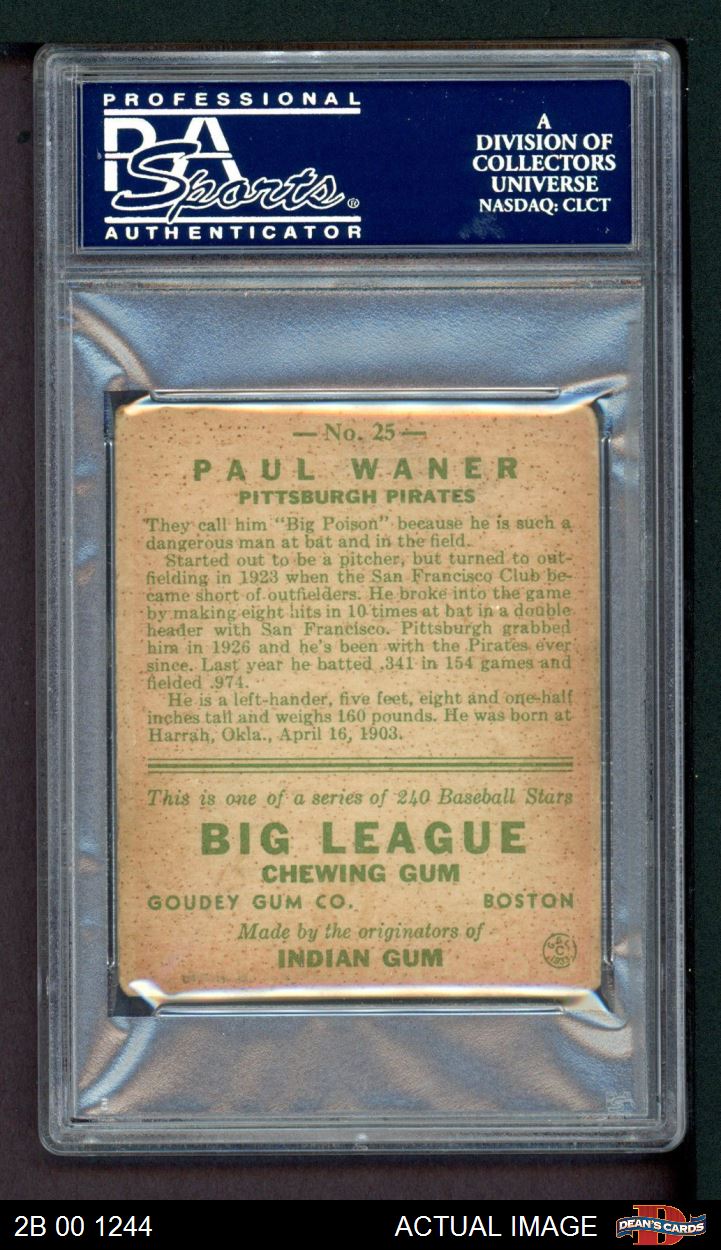 PROFESSIONAL
PSA
Sports®
AUTHENTICATOR
A
DIVISION OF
COLLECTORS
UNIVERSE
NASDAQ: CLCT
— No. 25 —
PAUL WANER
PITTSBURGH PIRATES
They call him "Big Poison" because he is such a
dangerous man at bat and in the field.
Started out to be a pitcher, but turned to out-
fielding in 1923 when the San Francisco Club be-
came short of outfielders. He broke into the game
by making eight hits in 10 times at bat in a double
header with San Francisco. Pittsburgh grabbed
him in 1926 and he's been with the Pirates ever
since. Last year he batted .341 in 154 games and
fielded .974.
He is a left-hander, five feet, eight and one-half
inches tall and weighs 160 pounds. He was born at
Harrah, Okla., April 16, 1903.
This is one of a series of 240 Baseball Stars
BIG LEAGUE
CHEWING GUM
GOUDEY GUM CO. BOSTON
Made by the originators of
INDIAN GUM
2B 00 1244 ACTUAL IMAGE DEAN'S CARDS